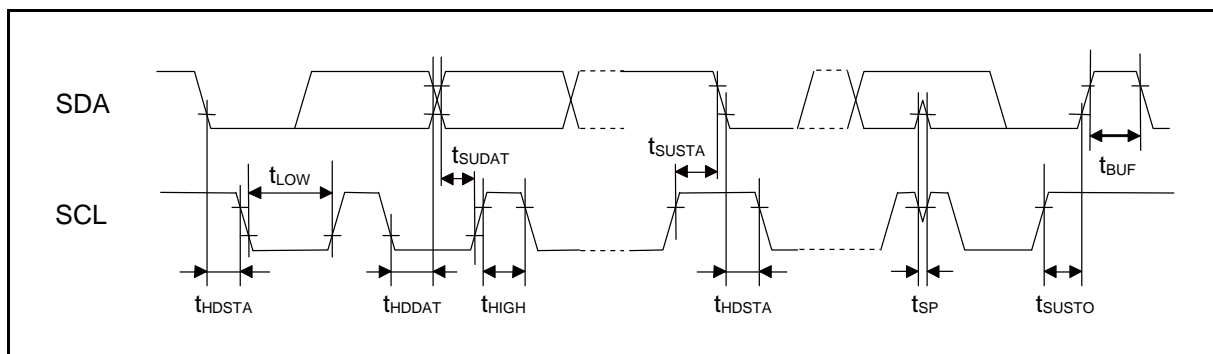 SDA
tSUDAT
tSUSTA
tLOW
tBUF
SCL
tHDSTA
tHDDAT
tHIGH
tHDSTA
tSP
tSUSTO